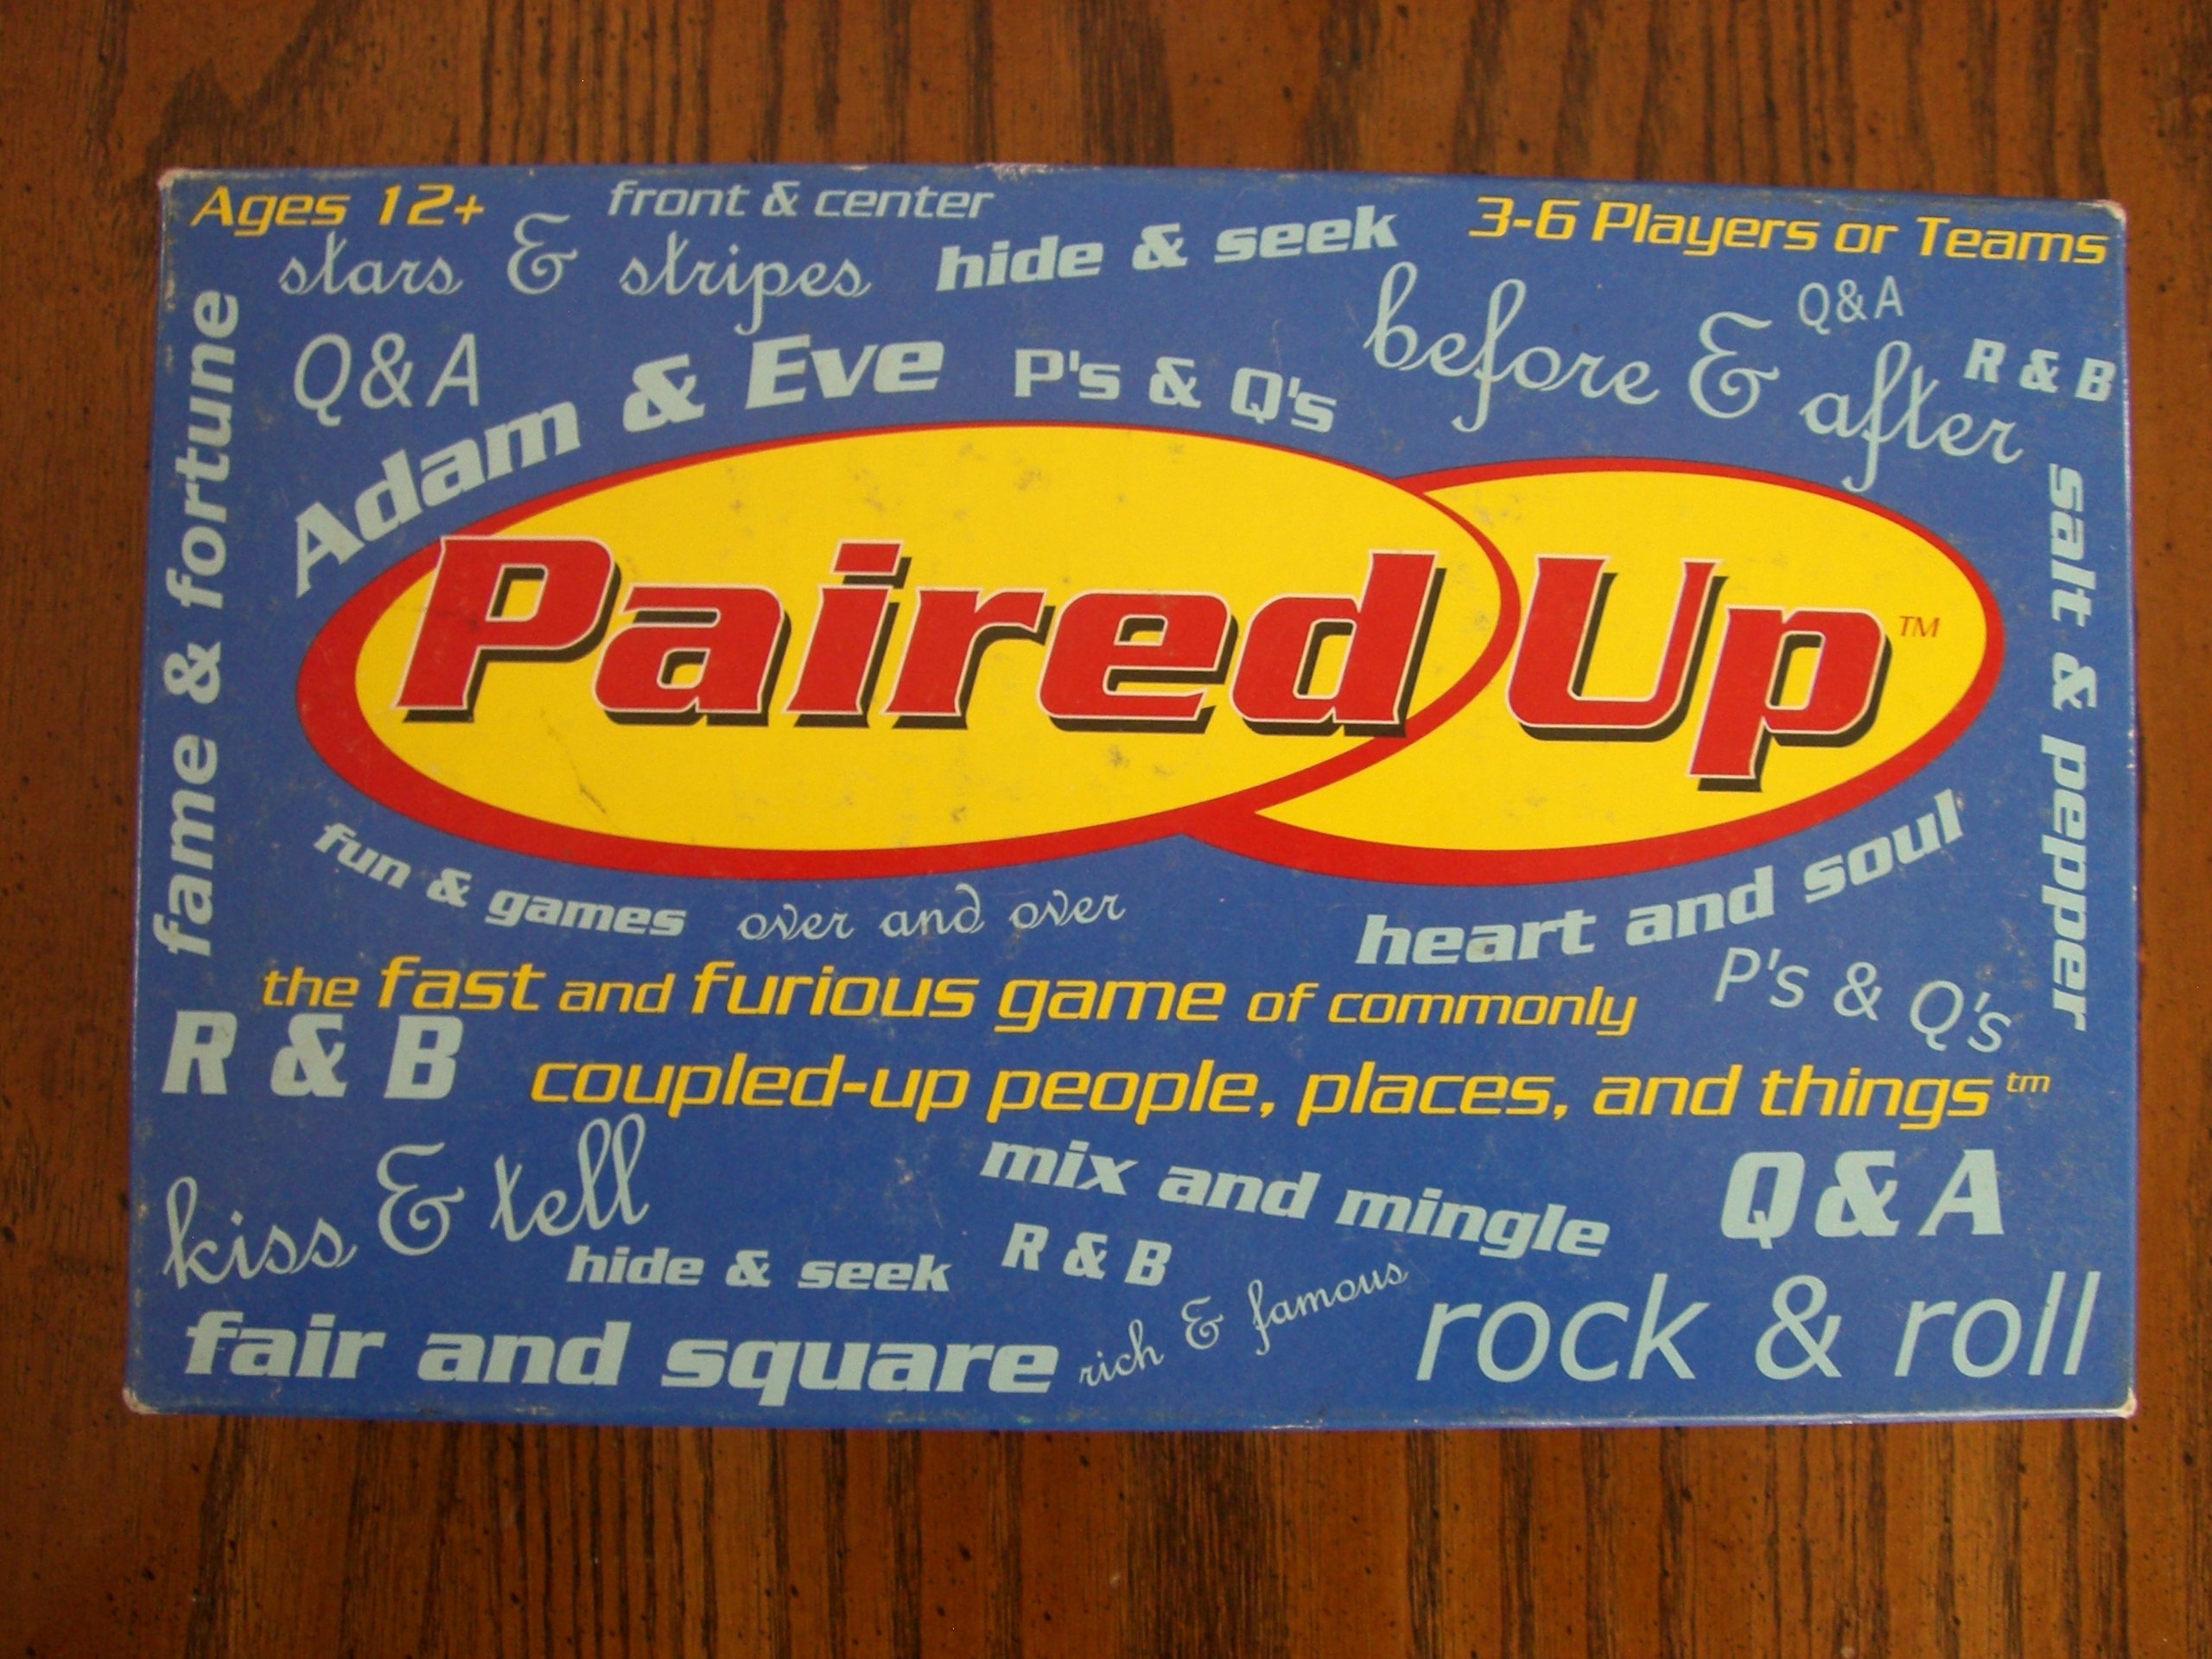 Ages 12+
front & center
3-6 Players or Teams
stars & stripes
hide & seek
Q&A
before & after
R & B
Q&A
Adam & Eve
P's & Q's
fame & fortune
salt & pepper
Paired Up™
fun & games
over and over
heart and soul
the fast and furious game of commonly
P's & Q's
R & B
coupled-up people, places, and things™
kiss & tell
mix and mingle
Q&A
hide & seek
R & B
fair and square
rich & famous
rock & roll